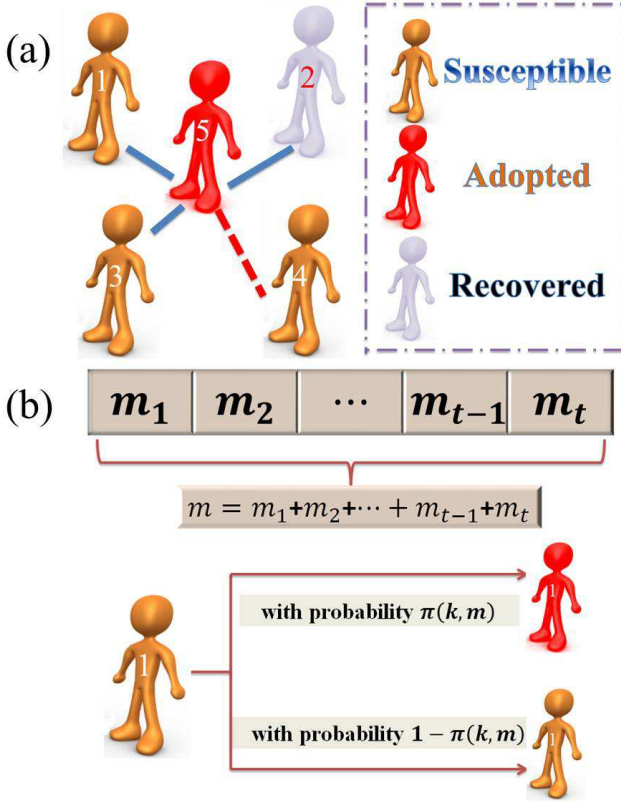 (a)
1
5
2
3
4
Susceptible
Adopted
Recovered
(b)
m₁ m₂ ⋯ mₜ₋₁ mₜ
m = m₁+m₂+⋯ + mₜ₋₁+mₜ
1
with probability π(k, m)
1
with probability 1 − π(k, m)
1